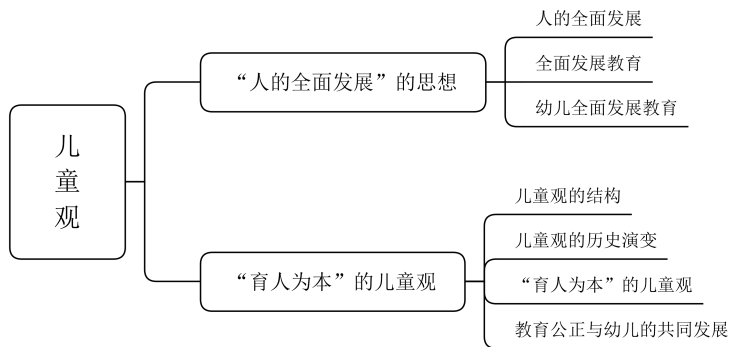 儿
童
观
“人的全面发展”的思想
人的全面发展
全面发展教育
幼儿全面发展教育
“育人为本”的儿童观
儿童观的结构
儿童观的历史演变
“育人为本”的儿童观
教育公正与幼儿的共同发展